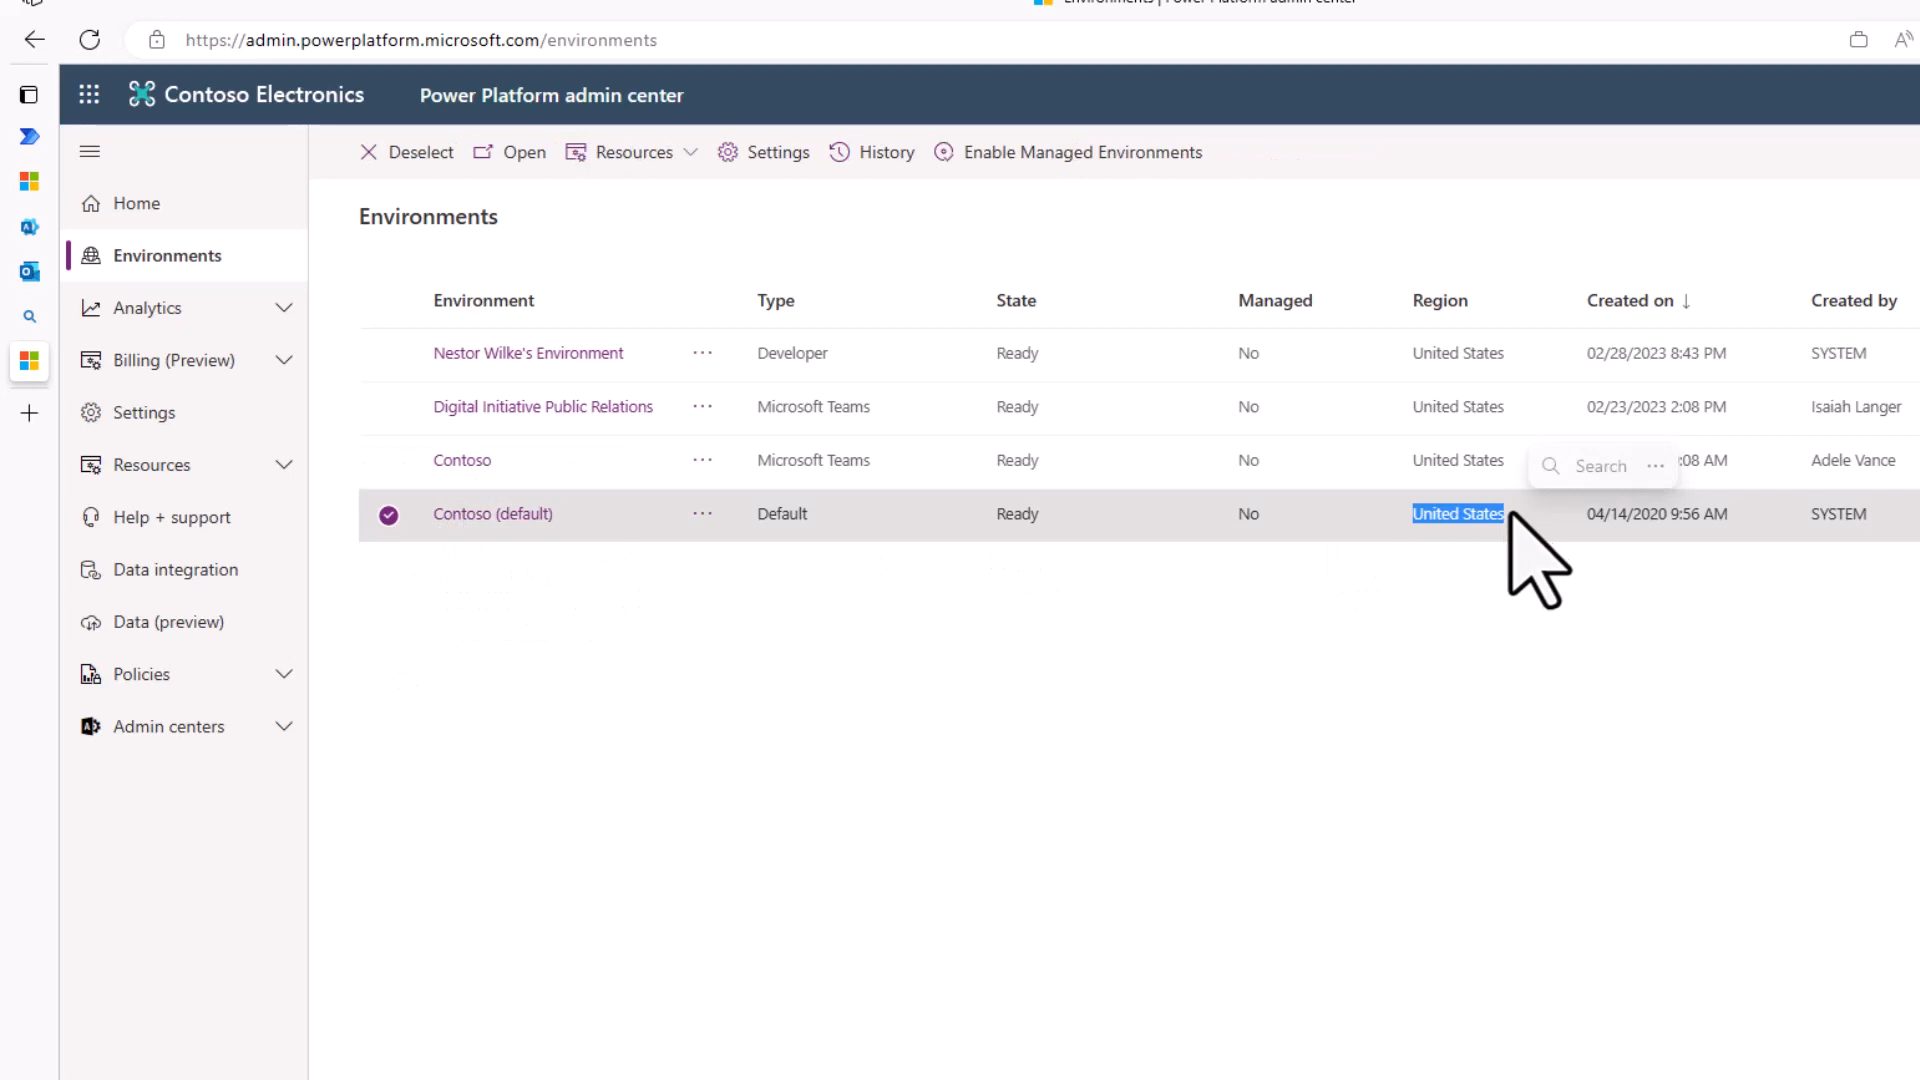 https://admin.powerplatform.microsoft.com/environments
Contoso Electronics
Power Platform admin center
Deselect
Open
Resources
Settings
History
Enable Managed Environments
Home
Environments
Analytics
Billing (Preview)
Settings
Resources
Help + support
Data integration
Data (preview)
Policies
Admin centers
Environments
Environment Type State Managed Region Created on ↓ Created by
Nestor Wilke's Environment ... Developer Ready No United States 02/28/2023 8:43 PM SYSTEM
Digital Initiative Public Relations ... Microsoft Teams Ready No United States 02/23/2023 2:08 PM Isaiah Langer
Contoso ... Microsoft Teams Ready No United States :08 AM Adele Vance
Search ...
Contoso (default) ... Default Ready No United States 04/14/2020 9:56 AM SYSTEM